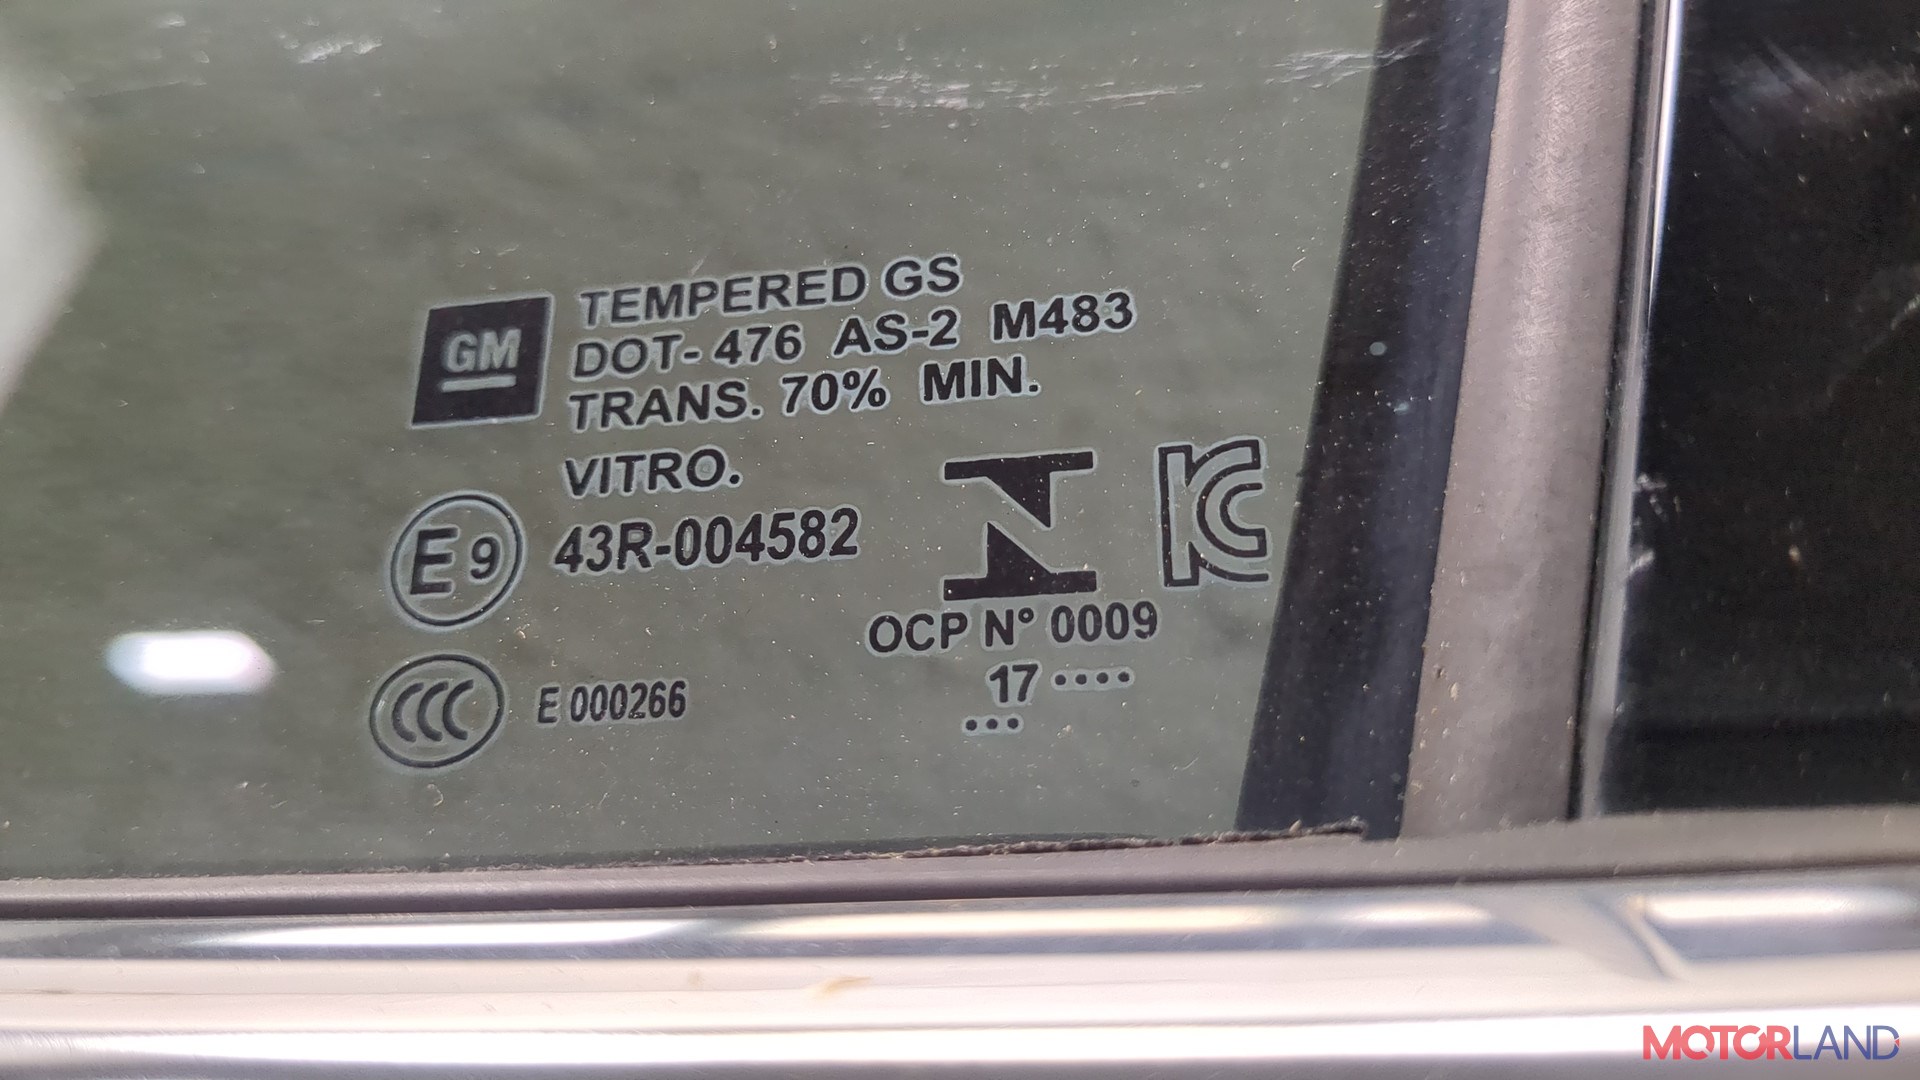 GM
TEMPERED GS
DOT-476 AS-2 M483
TRANS. 70% MIN.
VITRO.
E9 43R-004582
OCP N° 0009
CCC E 000266
17 ••••
•••
KC
MOTORLAND